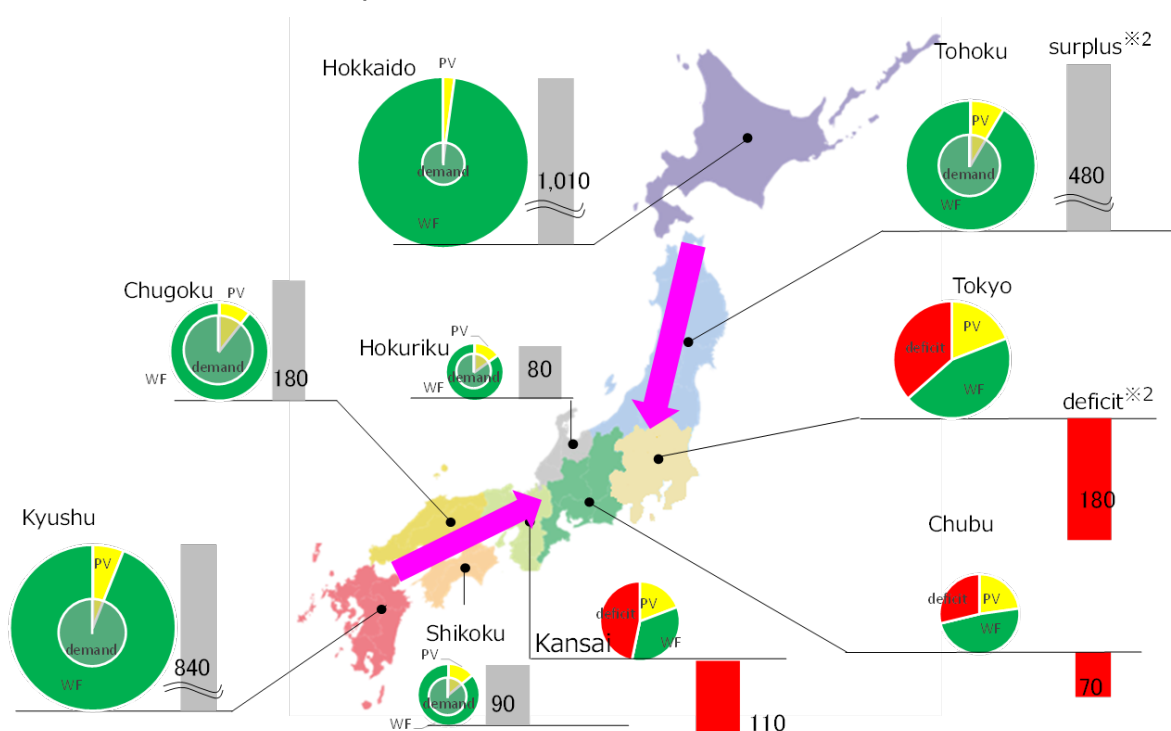 Hokkaido
PV
demand
WF
1,010
Tohoku
surplus※2
PV
demand
WF
480
Chugoku
PV
demand
WF
180
Hokuriku
PV
demand
WF
80
Tokyo
deficit
PV
WF
deficit※2
180
Kyushu
PV
demand
WF
840
Shikoku
PV
demand
WF
90
Kansai
deficit
PV
WF
110
Chubu
deficit
PV
WF
70